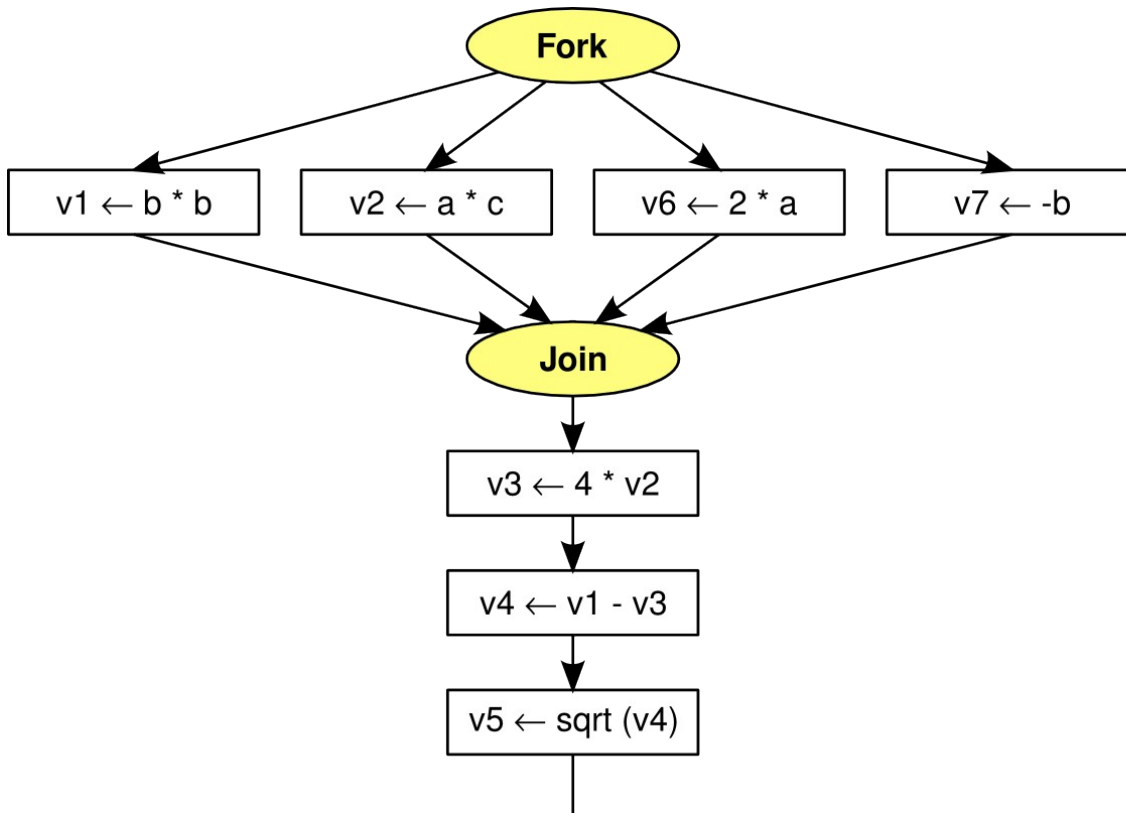 Fork
v1 ← b * b
v2 ← a * c
v6 ← 2 * a
v7 ← -b
Join
v3 ← 4 * v2
v4 ← v1 - v3
v5 ← sqrt (v4)